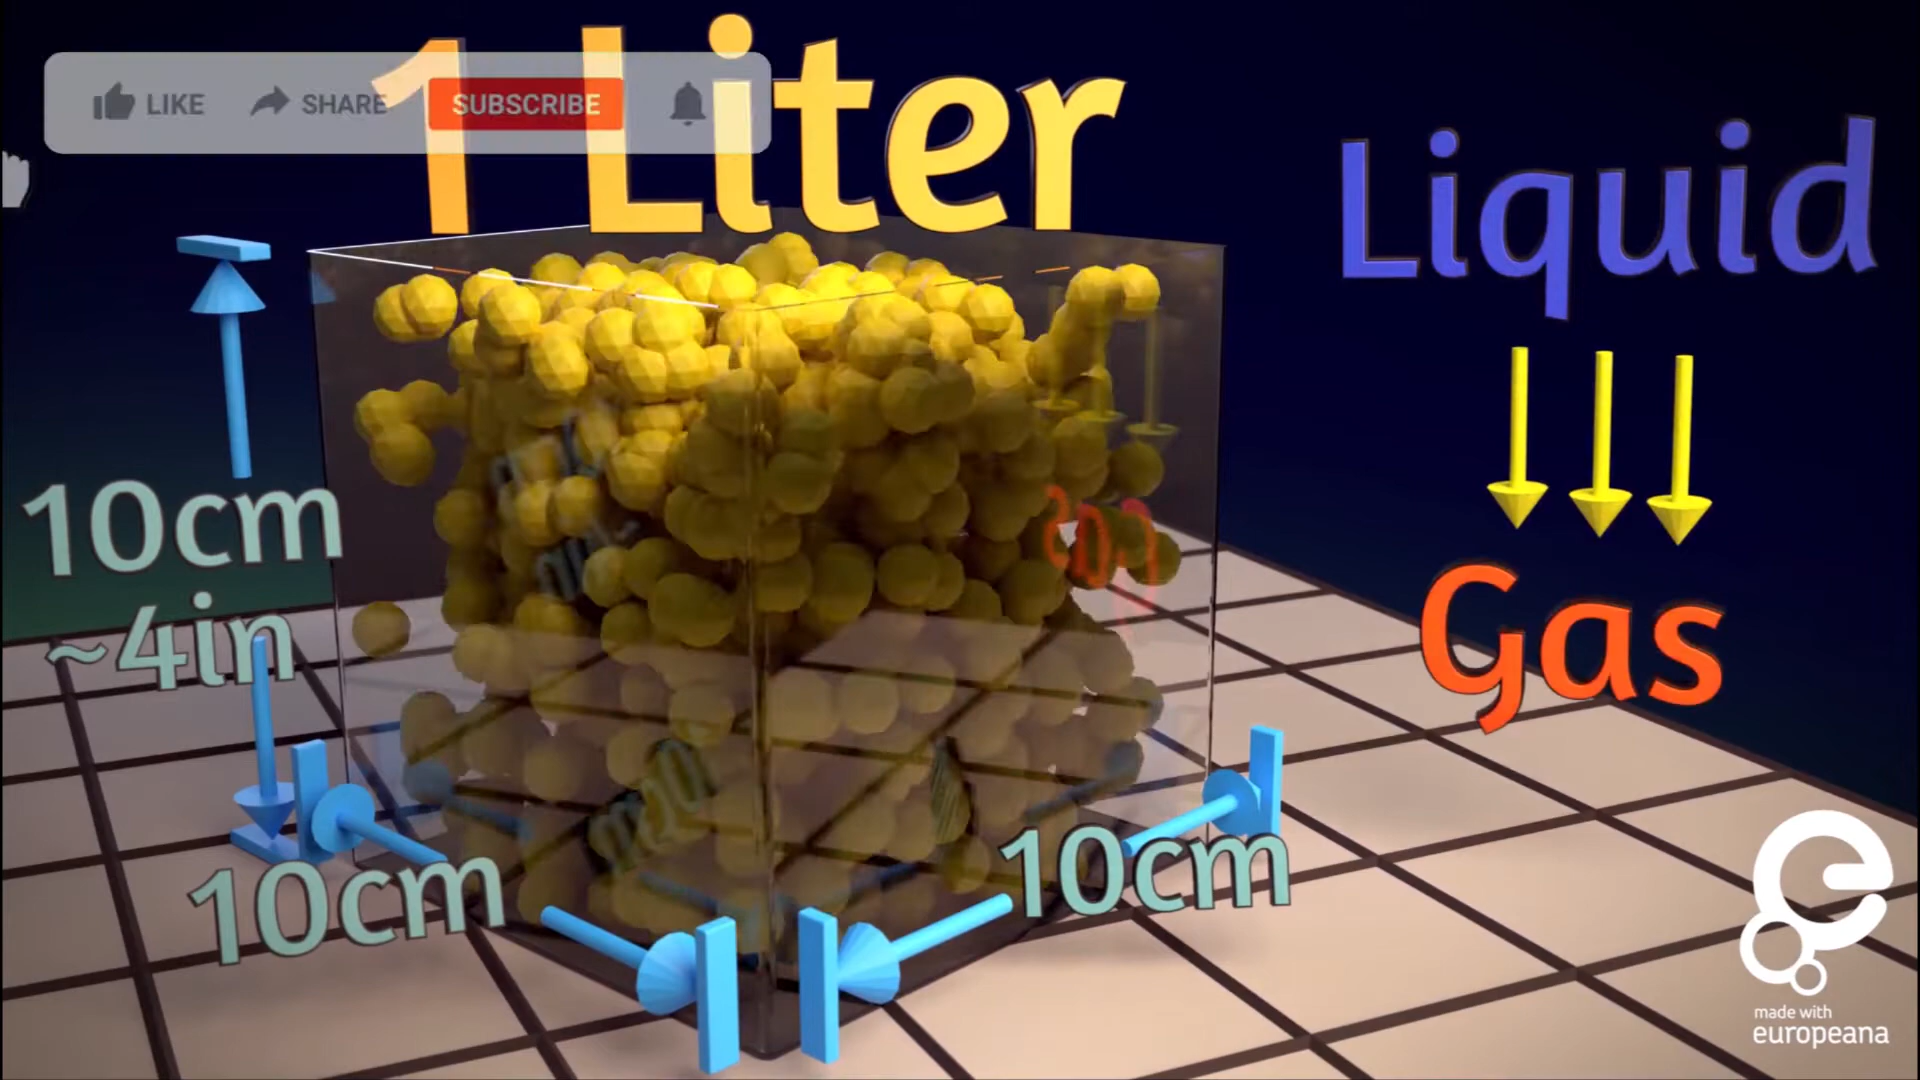 1 Liter
LIKE SHARE SUBSCRIBE
Liquid
Gas
10cm
~4in
10cm
10cm
made with
europeana